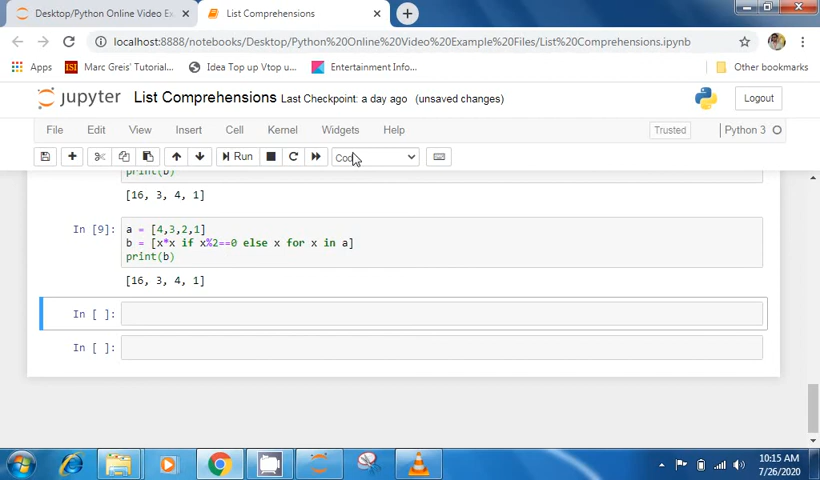 Desktop/Python Online Video Ex
List Comprehensions
localhost:8888/notebooks/Desktop/Python%20Online%20Video%20Example%20Files/List%20Comprehensions.ipynb
Apps
ISI
Marc Greis' Tutorial...
Idea Top up Vtop u...
Entertainment Info...
Other bookmarks
jupyter
List Comprehensions Last Checkpoint: a day ago (unsaved changes)
Logout
File Edit View Insert Cell Kernel Widgets Help
Trusted
Python 3
Run
Code
print(b)
[16, 3, 4, 1]
In [9]:
a = [4,3,2,1]
b = [x*x if x%2==0 else x for x in a]
print(b)
[16, 3, 4, 1]
In [ ]:
In [ ]:
10:15 AM
7/26/2020